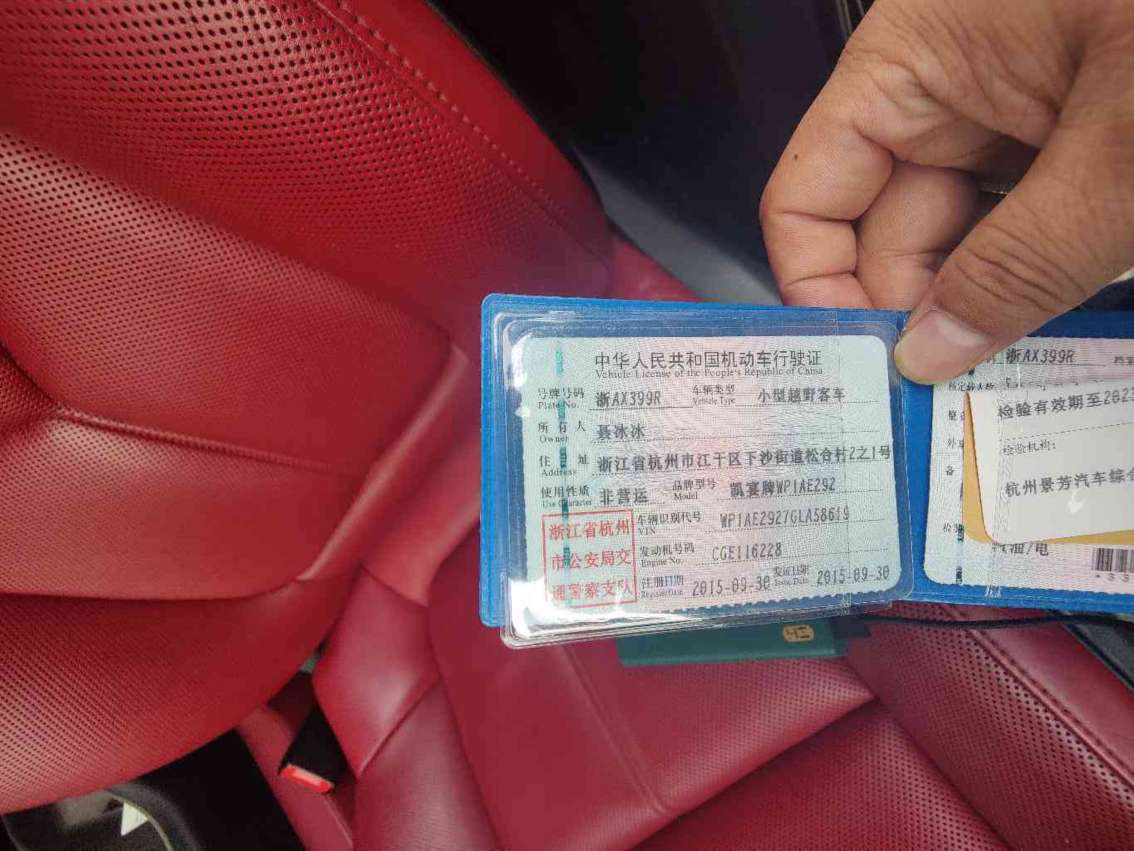 中华人民共和国机动车行驶证
Vehicle License of the People's Republic of China
号牌号码 浙AX399R 车辆类型 小型越野客车
Plate No. Vehicle Type
所有人 聂冰冰
Owner
住址 浙江省杭州市江干区下沙街道松合村2之1号
Address
使用性质 非营运 品牌型号 凯宴牌WP1AE292
Use Character Model
浙江省杭州
市公安局交
通警察支队
车辆识别代号 WP1AE2927GLA58619
VIN
发动机号码 CGE116228
Engine No.
注册日期 2015-09-30 发证日期 2015-09-30
Register Date Issue Date
浙AX399R
检验有效期至2023
检验机构:
杭州景芳汽车综合
汽油/电